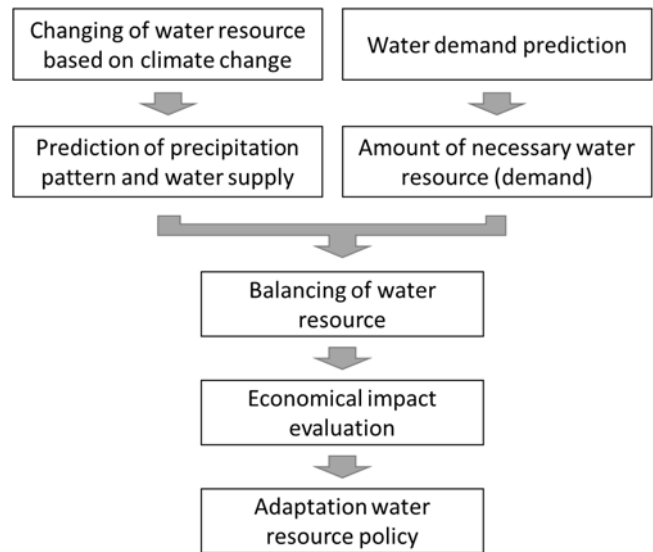 Changing of water resource
based on climate change
Water demand prediction
Prediction of precipitation
pattern and water supply
Amount of necessary water
resource (demand)
Balancing of water
resource
Economical impact
evaluation
Adaptation water
resource policy